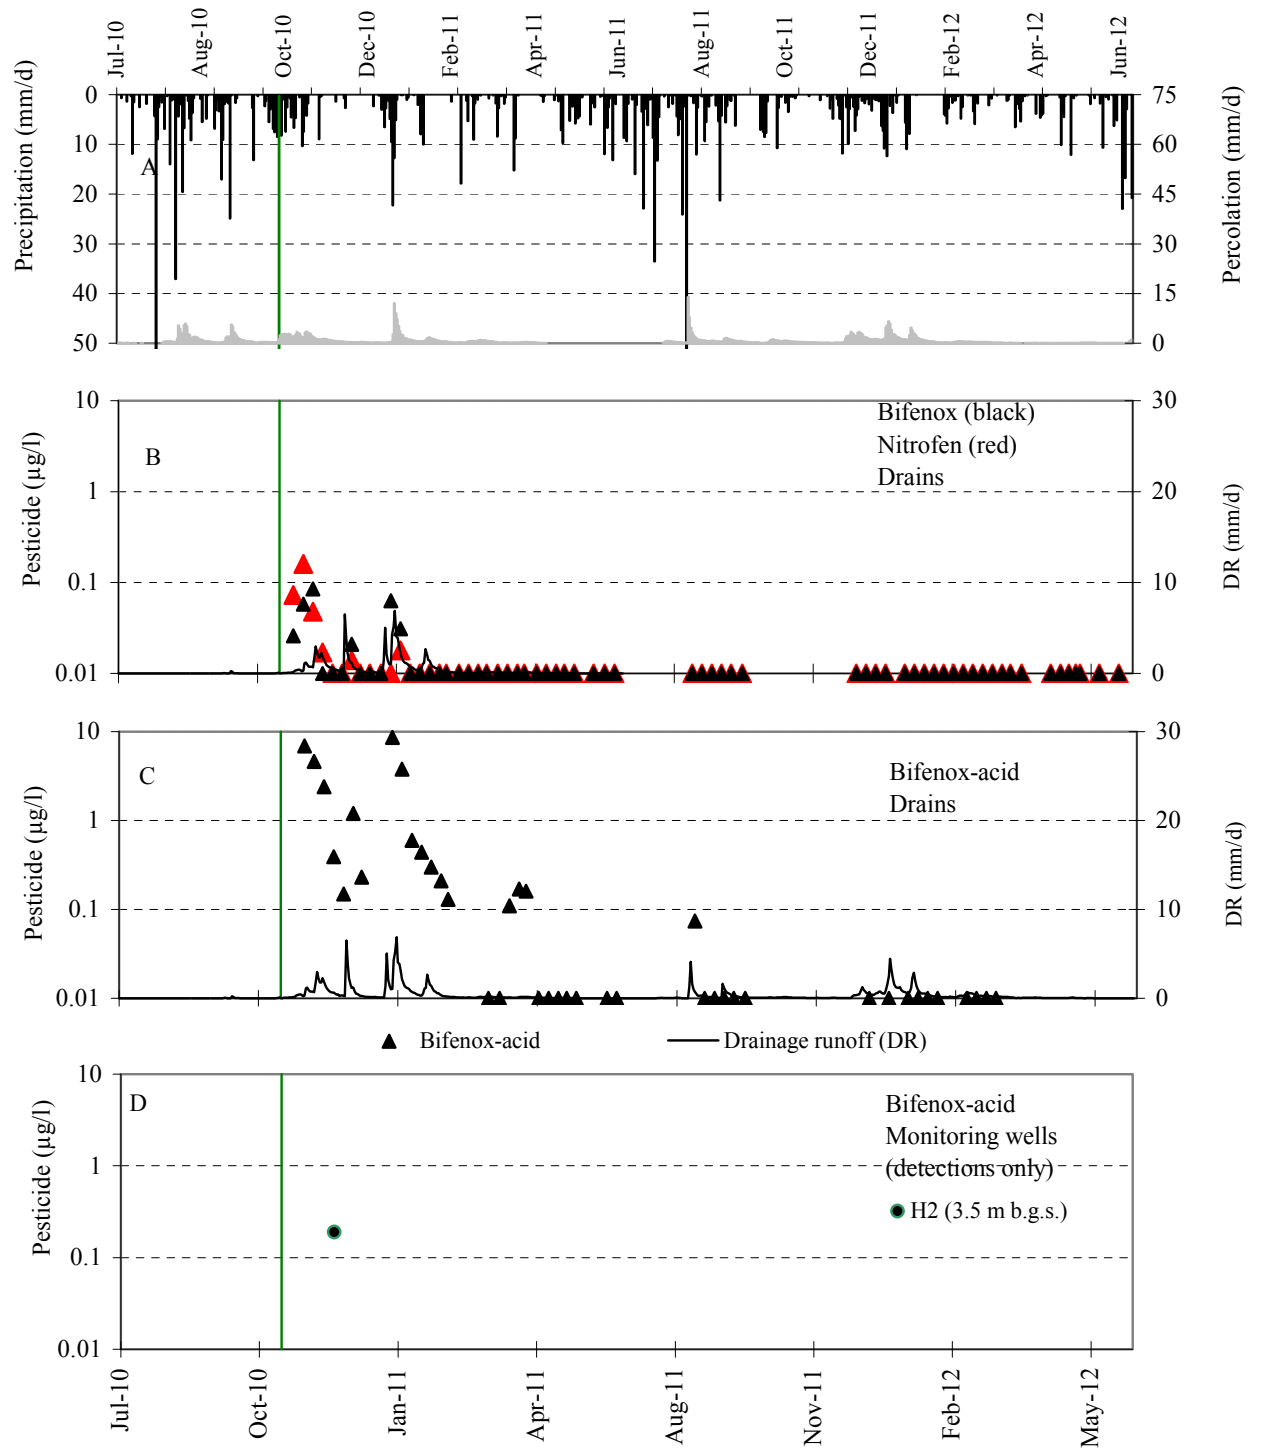 Jul-10 Aug-10 Oct-10 Dec-10 Feb-11 Apr-11 Jun-11 Aug-11 Oct-11 Dec-11 Feb-12 Apr-12 Jun-12
Precipitation (mm/d)
0
10
20
30
40
50
A
75
60
45
30
15
0
Percolation (mm/d)
Pesticide (µg/l)
10
1
0.1
0.01
B
Bifenox (black)
Nitrofen (red)
Drains
30
20
10
0
DR (mm/d)
Pesticide (µg/l)
10
1
0.1
0.01
C
Bifenox-acid
Drains
30
20
10
0
DR (mm/d)
Bifenox-acid Drainage runoff (DR)
Pesticide (µg/l)
10
1
0.1
0.01
D
Bifenox-acid
Monitoring wells
(detections only)
H2 (3.5 m b.g.s.)
Jul-10 Oct-10 Jan-11 Apr-11 Aug-11 Nov-11 Feb-12 May-12